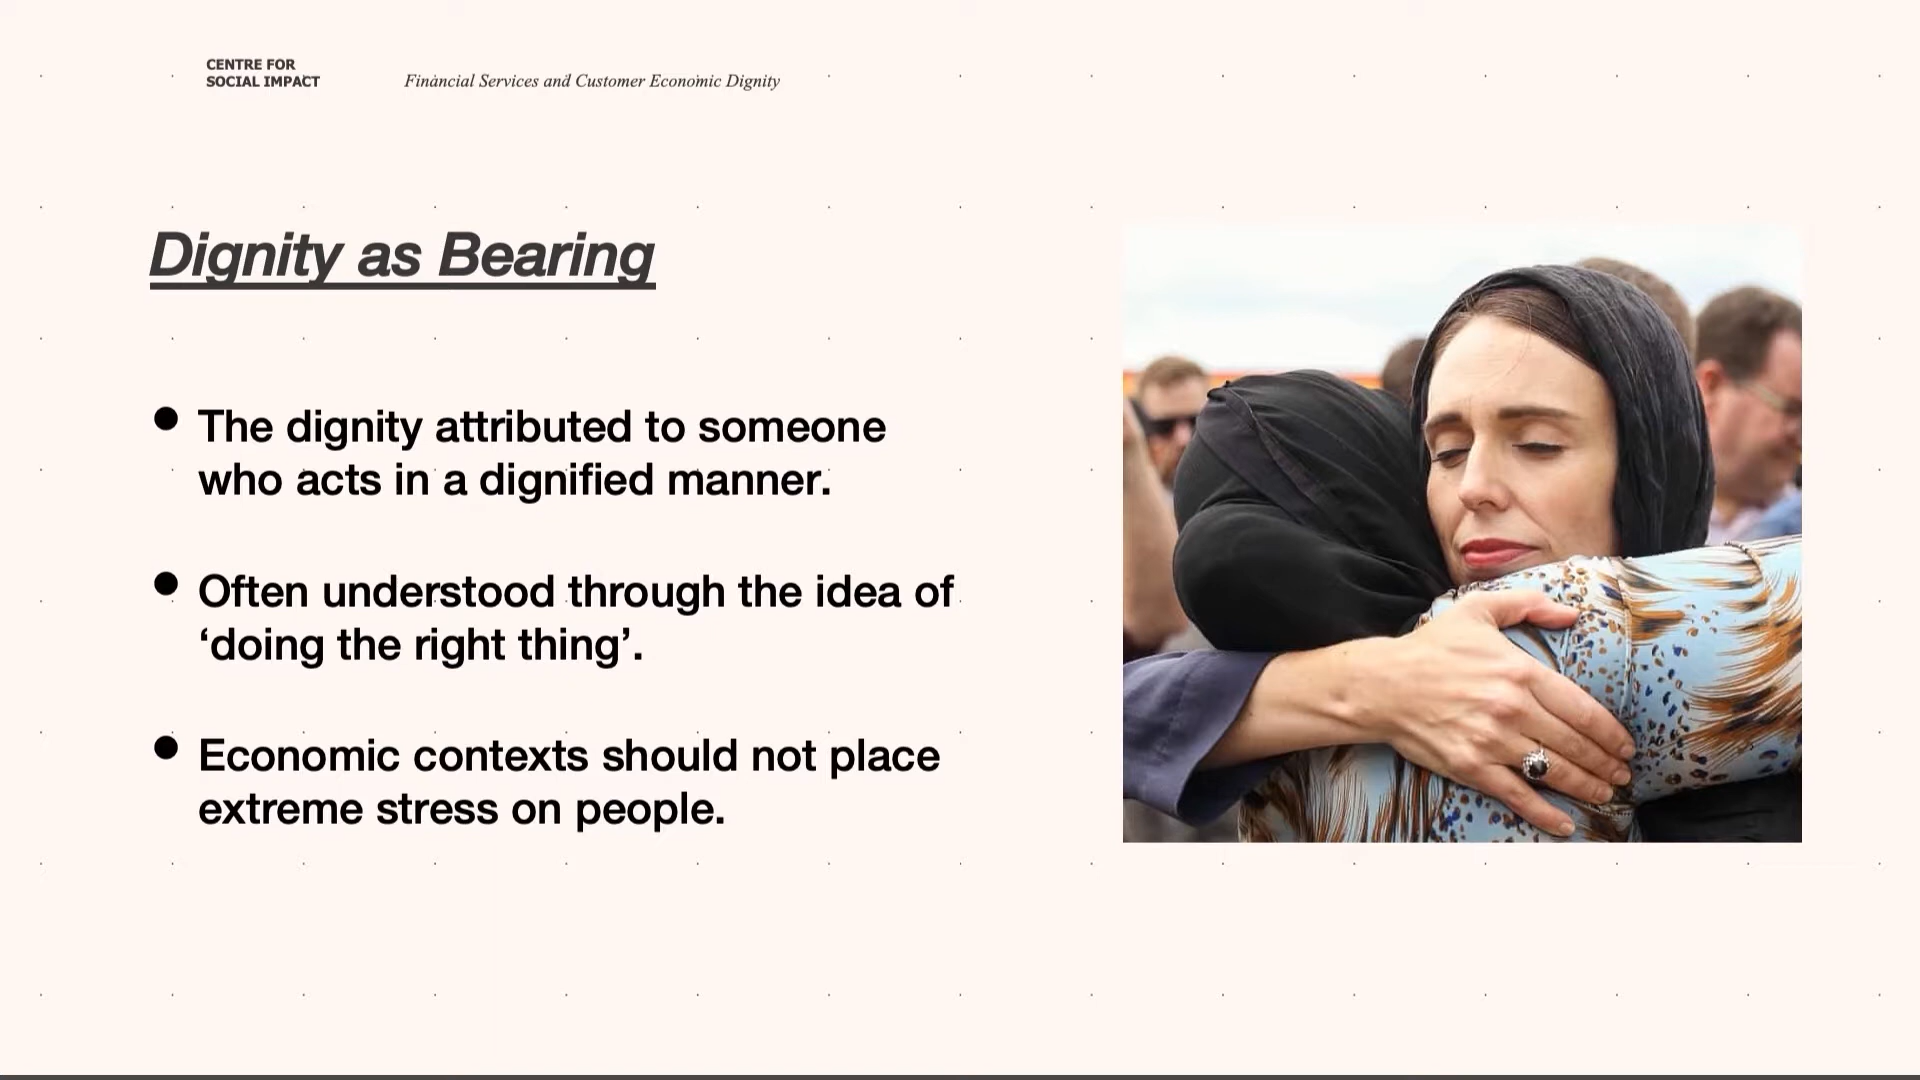 CENTRE FOR
SOCIAL IMPACT
Financial Services and Customer Economic Dignity
Dignity as Bearing
• The dignity attributed to someone
who acts in a dignified manner.
• Often understood through the idea of
‘doing the right thing’.
• Economic contexts should not place
extreme stress on people.